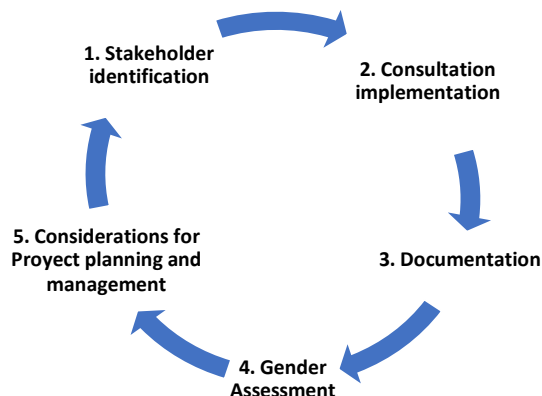 1. Stakeholder
identification
2. Consultation
implementation
3. Documentation
4. Gender
Assessment
5. Considerations for
Proyect planning and
management